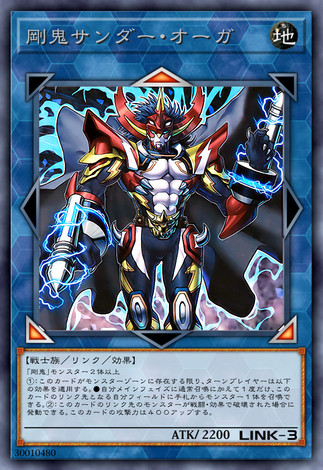 剛鬼サンダー・オーガ
地
【戦士族／リンク／効果】
「剛鬼」モンスター２体以上
①：このカードがモンスターゾーンに存在する限り、ターンプレイヤーは以下
の効果を適用する。●自分メインフェイズに通常召喚に加えて１度だけ、この
カードのリンク先となる自分フィールドに手札からモンスター１体を召喚で
きる。②：このカードのリンク先のモンスターが戦闘・効果で破壊された場合に
発動できる。このカードの攻撃力は４００アップする。
ATK/ 2200 LINK-3
30010480